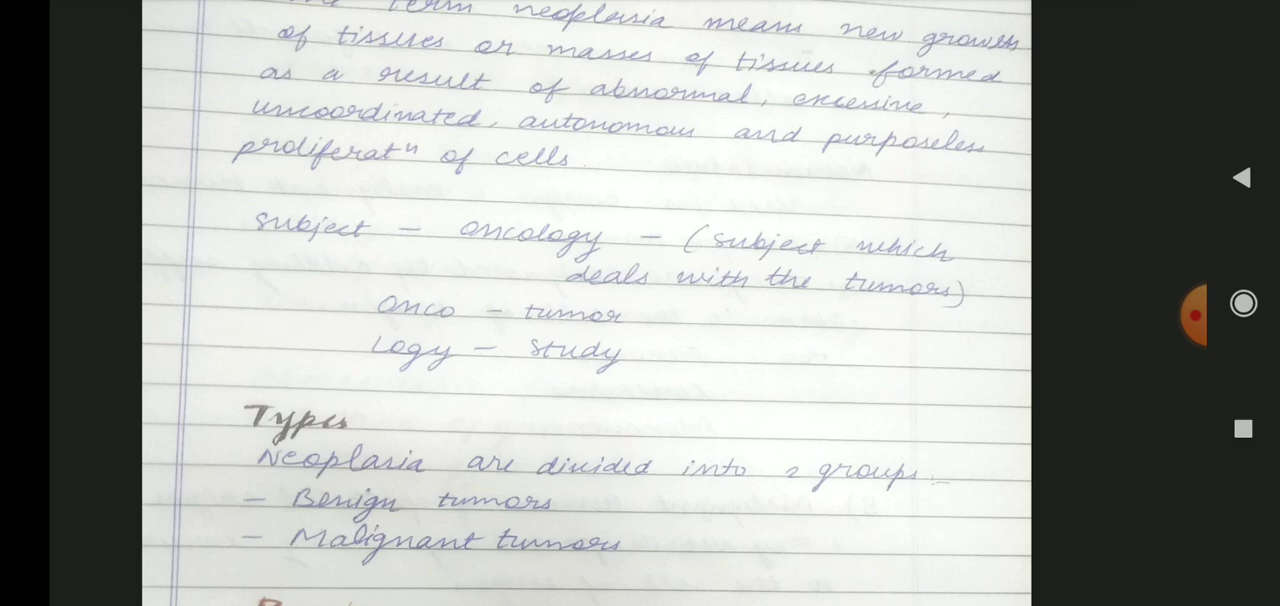 The term neoplasia means new growth
of tissues or masses of tissues formed
as a result of abnormal, excessive,
uncoordinated, autonomous and purposeless
proliferatⁿ of cells.
subject - oncology - (subject which
deals with the tumors)
onco - tumor
logy - study
Types
Neoplasia are divided into 2 groups:-
- Benign tumors
- Malignant tumors